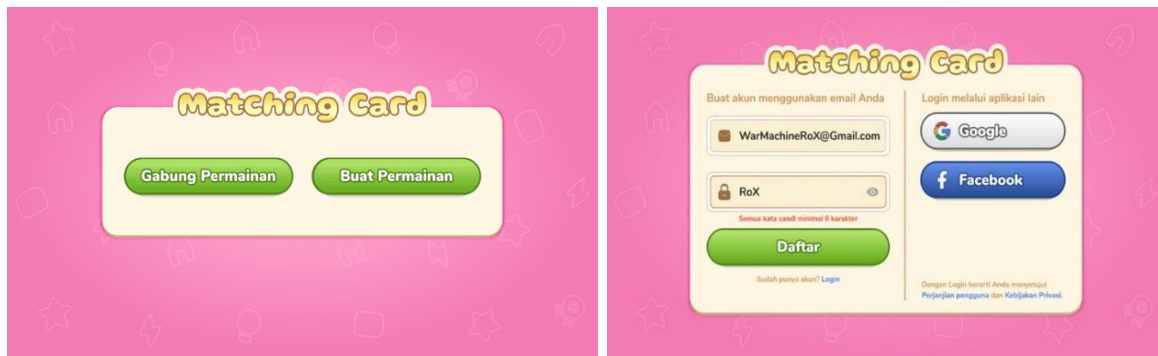 Matching Card
Gabung Permainan
Buat Permainan
Matching Card
Buat akun menggunakan email Anda
WarMachineRoX@Gmail.com
RoX
Semua kata sandi minimal 6 karakter
Daftar
Sudah punya akun? Login
Login melalui aplikasi lain
Google
Facebook
Dengan Login berarti Anda menyetujui
Perjanjian pengguna dan Kebijakan Privasi.